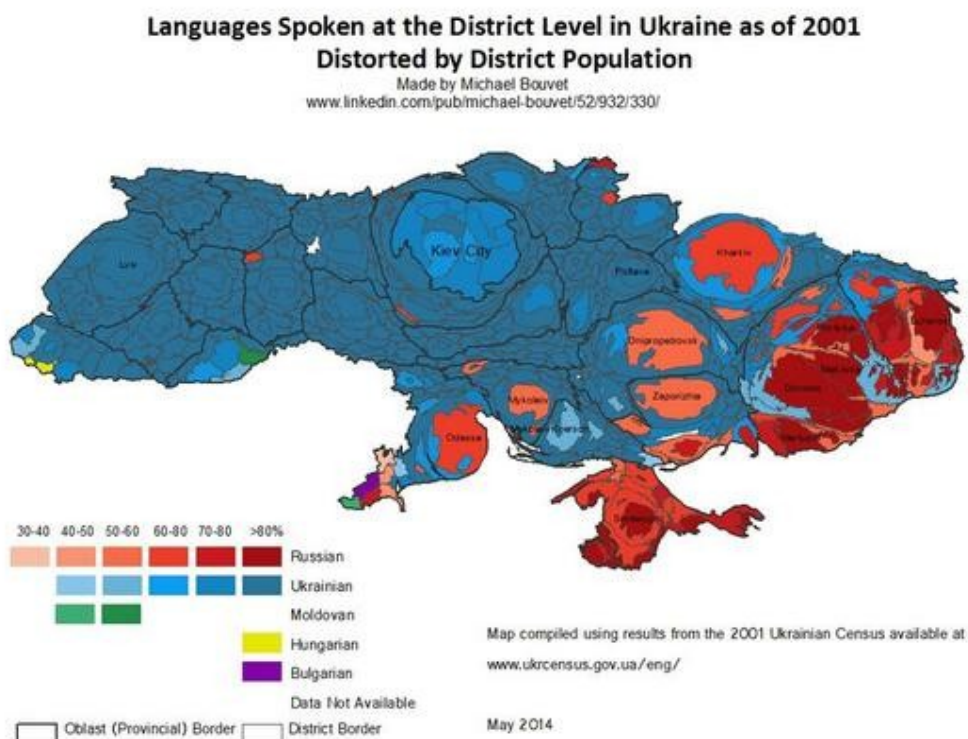 Languages Spoken at the District Level in Ukraine as of 2001
Distorted by District Population
Made by Michael Bouvet
www.linkedin.com/pub/michael-bouvet/52/932/330/
Kiev City
Lviv
Poltava
Kharkiv
Dnipropetrovsk
Donetsk
Zaporizhia
Mykolaiv
Odessa
30-40 40-50 50-60 60-80 70-80 >80%
Russian
Ukrainian
Moldovan
Hungarian
Bulgarian
Data Not Available
Oblast (Provincial) Border District Border
Map compiled using results from the 2001 Ukrainian Census available at
www.ukrcensus.gov.ua/eng/
May 2014